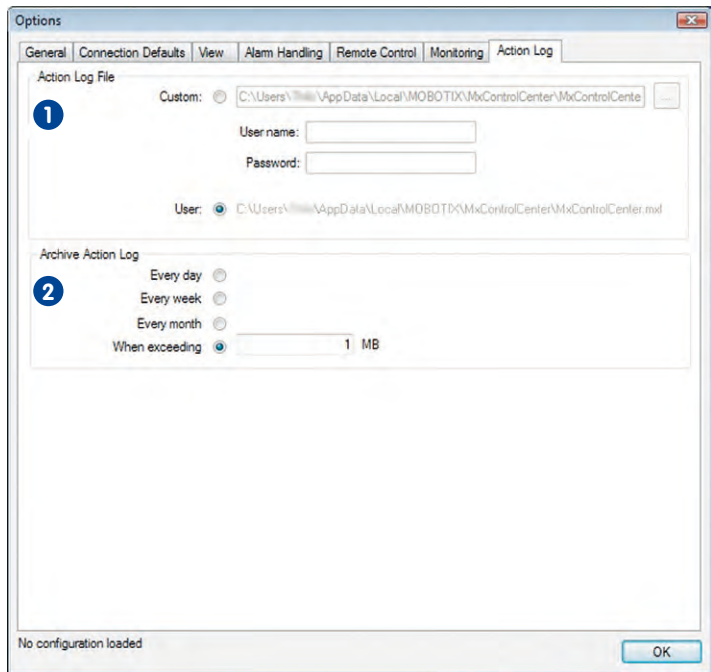 Options
General Connection Defaults View Alarm Handling Remote Control Monitoring Action Log
Action Log File
1
Custom: C:\Users\ \AppData\Local\MOBOTIX\MxControlCenter\MxControlCente ...
User name:
Password:
User: C:\Users\ \AppData\Local\MOBOTIX\MxControlCenter\MxControlCenter.mxl
Archive Action Log
2
Every day
Every week
Every month
When exceeding 1 MB
No configuration loaded
OK